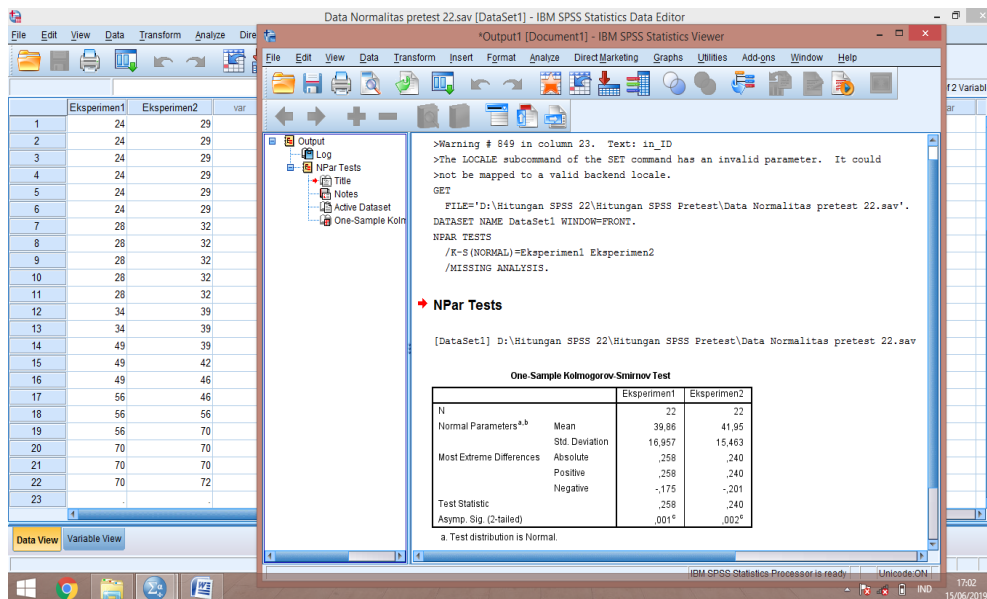 Data Normalitas pretest 22.sav [DataSet1] - IBM SPSS Statistics Data Editor
File Edit View Data Transform Analyze Dire
f 2 Variabl
Eksperimen1 Eksperimen2 var
ar
1 24 29
2 24 29
3 24 29
4 24 29
5 24 29
6 24 29
7 28 32
8 28 32
9 28 32
10 28 32
11 28 32
12 34 39
13 34 39
14 49 39
15 49 42
16 49 46
17 56 46
18 56 56
19 56 70
20 70 70
21 70 70
22 70 72
23 . .
Data View Variable View
*Output1 [Document1] - IBM SPSS Statistics Viewer
File Edit View Data Transform Insert Format Analyze Direct Marketing Graphs Utilities Add-ons Window Help
Output
Log
NPar Tests
Title
Notes
Active Dataset
One-Sample Kolm
>Warning # 849 in column 23. Text: in_ID
>The LOCALE subcommand of the SET command has an invalid parameter. It could
>not be mapped to a valid backend locale.
GET
FILE='D:\Hitungan SPSS 22\Hitungan SPSS Pretest\Data Normalitas pretest 22.sav'.
DATASET NAME DataSet1 WINDOW=FRONT.
NPAR TESTS
/K-S(NORMAL)=Eksperimen1 Eksperimen2
/MISSING ANALYSIS.
NPar Tests
[DataSet1] D:\Hitungan SPSS 22\Hitungan SPSS Pretest\Data Normalitas pretest 22.sav
One-Sample Kolmogorov-Smirnov Test
Eksperimen1 Eksperimen2
N 22 22
Normal Parameters a,b Mean 39,86 41,95
Std. Deviation 16,957 15,463
Most Extreme Differences Absolute ,258 ,240
Positive ,258 ,240
Negative -,175 -,201
Test Statistic ,258 ,240
Asymp. Sig. (2-tailed) ,001c ,002c
a. Test distribution is Normal.
IBM SPSS Statistics Processor is ready Unicode:ON
IND
17:02
15/06/2019